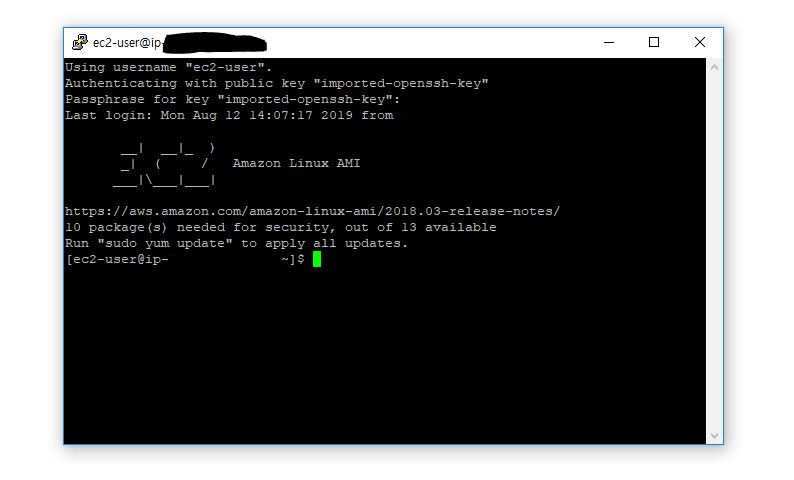 ec2-user@ip-
Using username "ec2-user".
Authenticating with public key "imported-openssh-key"
Passphrase for key "imported-openssh-key":
Last login: Mon Aug 12 14:07:17 2019 from
       __|  __|_  )
       _|  (     /   Amazon Linux AMI
      ___|\___|___|
https://aws.amazon.com/amazon-linux-ami/2018.03-release-notes/
10 package(s) needed for security, out of 13 available
Run "sudo yum update" to apply all updates.
[ec2-user@ip-              ~]$